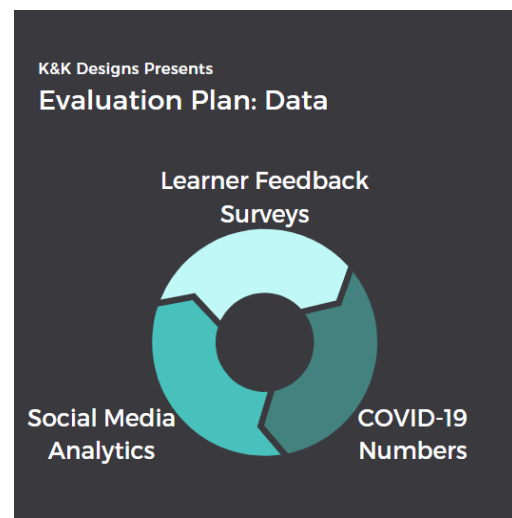 K&K Designs Presents
Evaluation Plan: Data
Learner Feedback
Surveys
Social Media
Analytics
COVID-19
Numbers